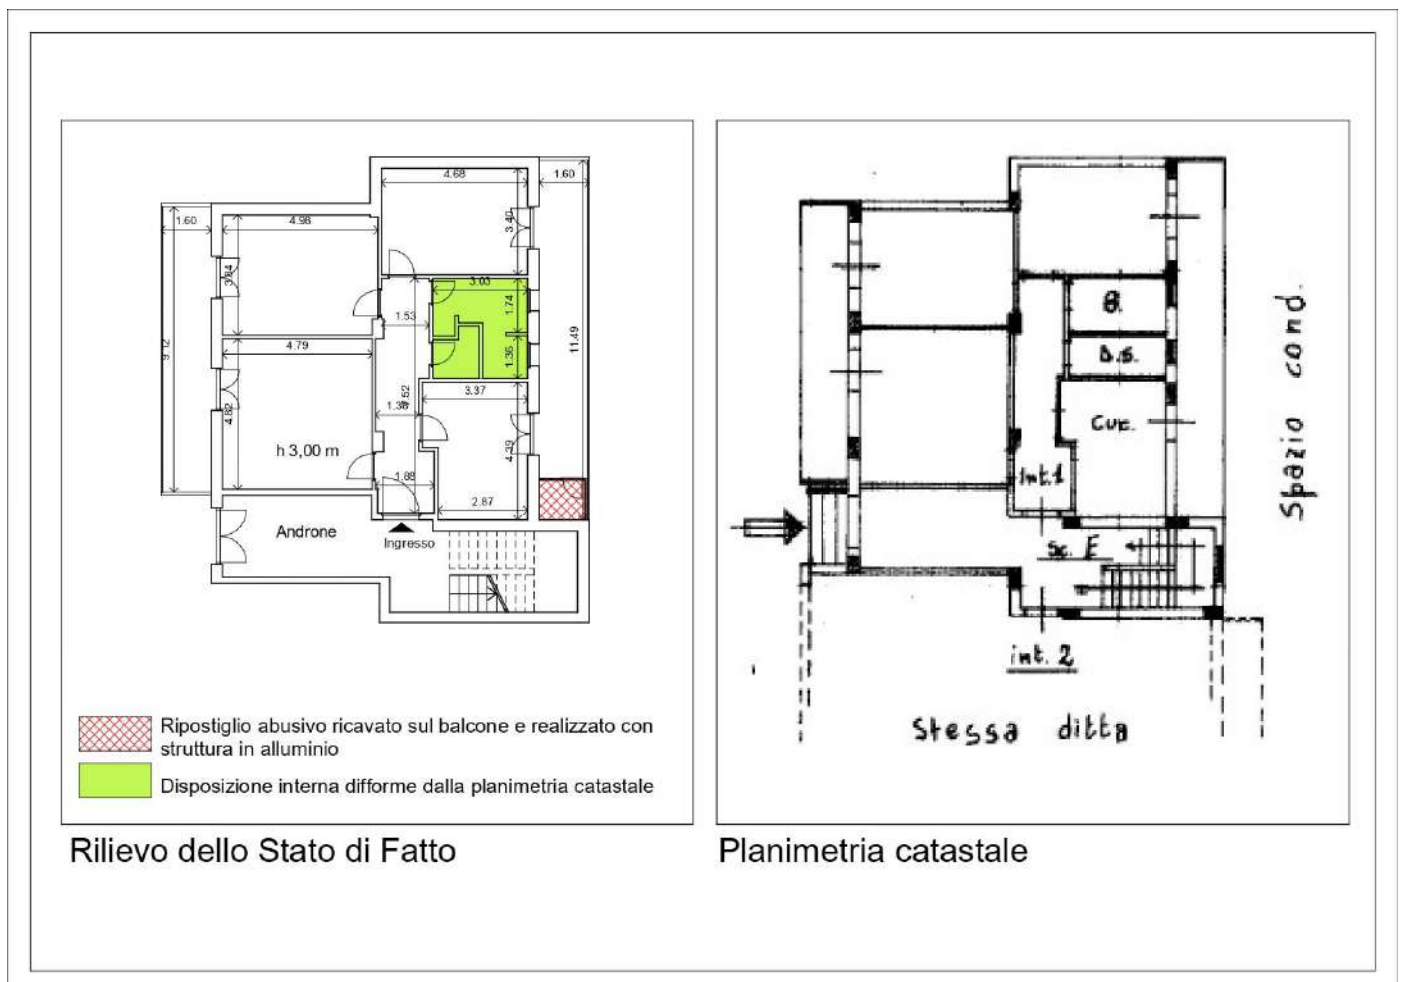 4.68
1.60
1.60
4.98
3.40
3.84
3.03
1.74
1.53
11.49
9.12
4.79
1.36
3.37
4.82
4.39
h 3,00 m
1.88
2.87
Androne
Ingresso
Ripostiglio abusivo ricavato sul balcone e realizzato con
struttura in alluminio
Disposizione interna difforme dalla planimetria catastale
Rilievo dello Stato di Fatto
B.
D.S.
Cuc.
Int.1
Sc. E
int. 2
Stessa ditta
Spazio cond.
Planimetria catastale